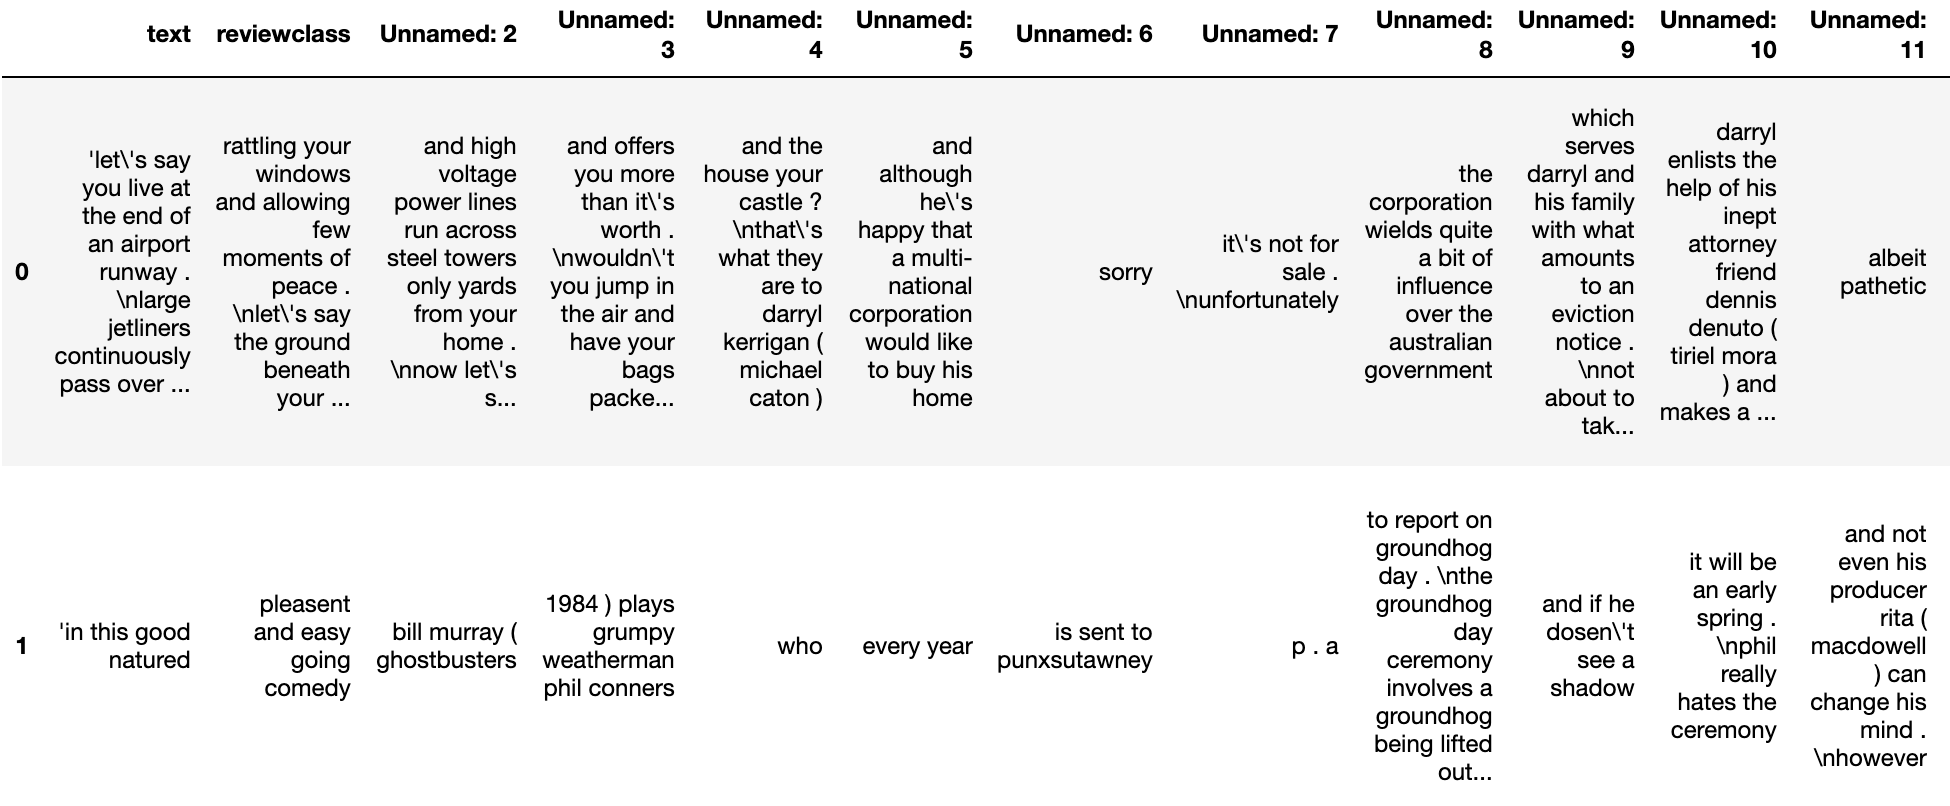 text reviewclass Unnamed: 2 Unnamed: 3 Unnamed: 4 Unnamed: 5 Unnamed: 6 Unnamed: 7 Unnamed: 8 Unnamed: 9 Unnamed: 10 Unnamed: 11
0
'let\'s say
you live at
the end of
an airport
runway .
\nlarge
jetliners
continuously
pass over ...
rattling your
windows
and allowing
few
moments of
peace .
\nlet\'s say
the ground
beneath
your ...
and high
voltage
power lines
run across
steel towers
only yards
from your
home .
\nnow let\'s
s...
and offers
you more
than it\'s
worth .
\nwouldn\'t
you jump in
the air and
have your
bags
packe...
and the
house your
castle ?
\nthat\'s
what they
are to
darryl
kerrigan (
michael
caton )
and
although
he\'s
happy that
a multi-
national
corporation
would like
to buy his
home
sorry
it\'s not for
sale .
\nunfortunately
the
corporation
wields quite
a bit of
influence
over the
australian
government
which
serves
darryl and
his family
with what
amounts
to an
eviction
notice .
\nnot
about to
tak...
darryl
enlists the
help of his
inept
attorney
friend
dennis
denuto (
tiriel mora
) and
makes a ...
albeit
pathetic
1
'in this good
natured
pleasent
and easy
going
comedy
bill murray (
ghostbusters
1984 ) plays
grumpy
weatherman
phil conners
who
every year
is sent to
punxsutawney
p . a
to report on
groundhog
day . \nthe
groundhog
day
ceremony
involves a
groundhog
being lifted
out...
and if he
dosen\'t
see a
shadow
it will be
an early
spring .
\nphil
really
hates the
ceremony
and not
even his
producer
rita (
macdowell
) can
change his
mind .
\nhowever